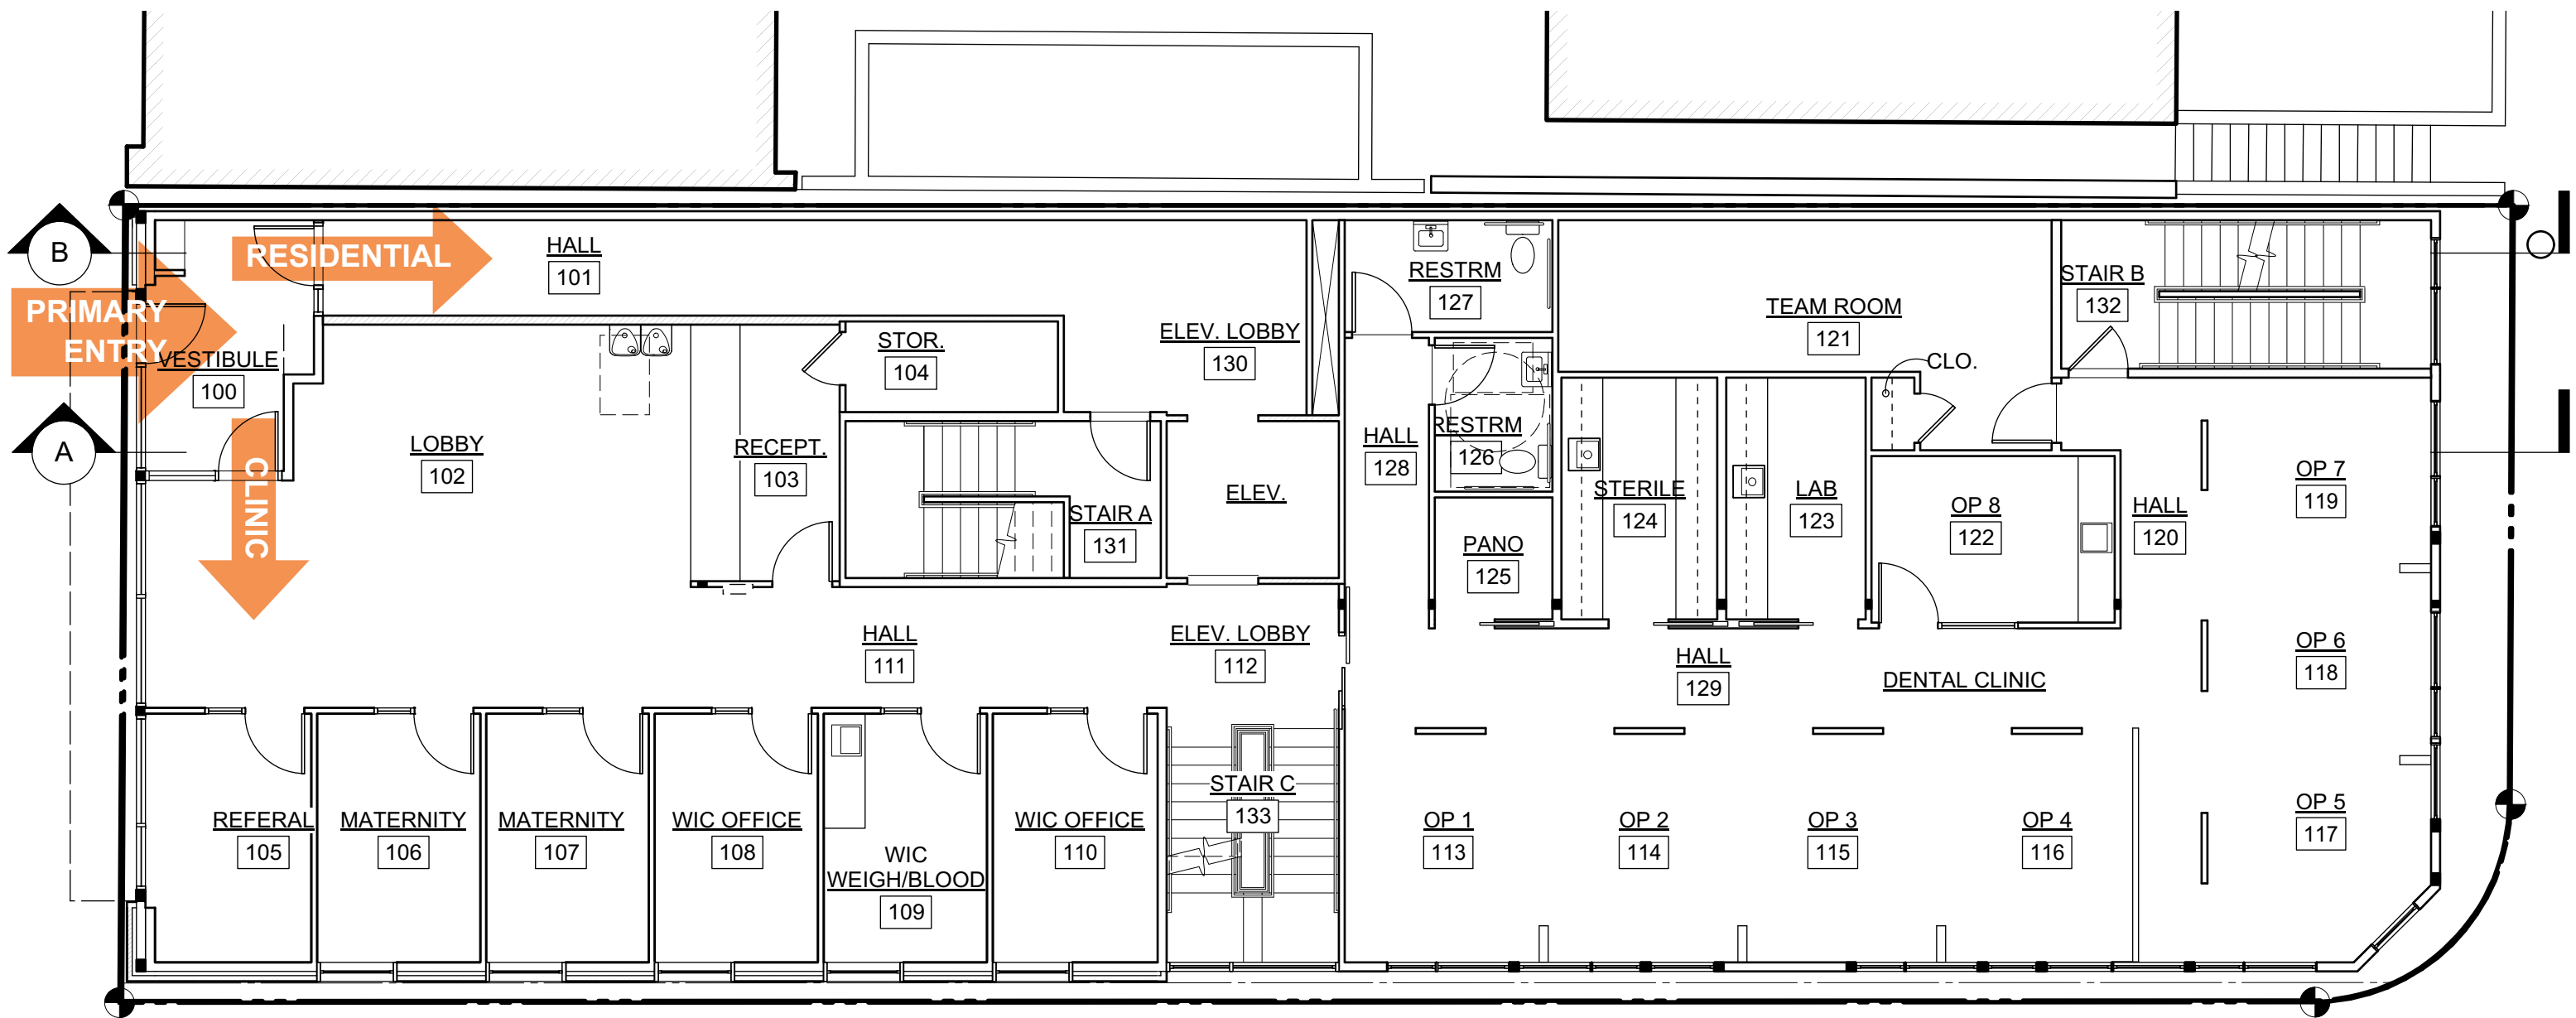 B
RESIDENTIAL
HALL
101
PRIMARY
ENTRY
VESTIBULE
100
A
CLINIC
LOBBY
102
RECEPT.
103
STOR.
104
ELEV. LOBBY
130
STAIR A
131
ELEV.
RESTRM
127
HALL
128
RESTRM
126
PANO
125
STERILE
124
LAB
123
TEAM ROOM
121
CLO.
STAIR B
132
OP 8
122
HALL
120
OP 7
119
OP 6
118
OP 5
117
HALL
111
ELEV. LOBBY
112
HALL
129
DENTAL CLINIC
REFERAL
105
MATERNITY
106
MATERNITY
107
WIC OFFICE
108
WIC
WEIGH/BLOOD
109
WIC OFFICE
110
STAIR C
133
OP 1
113
OP 2
114
OP 3
115
OP 4
116